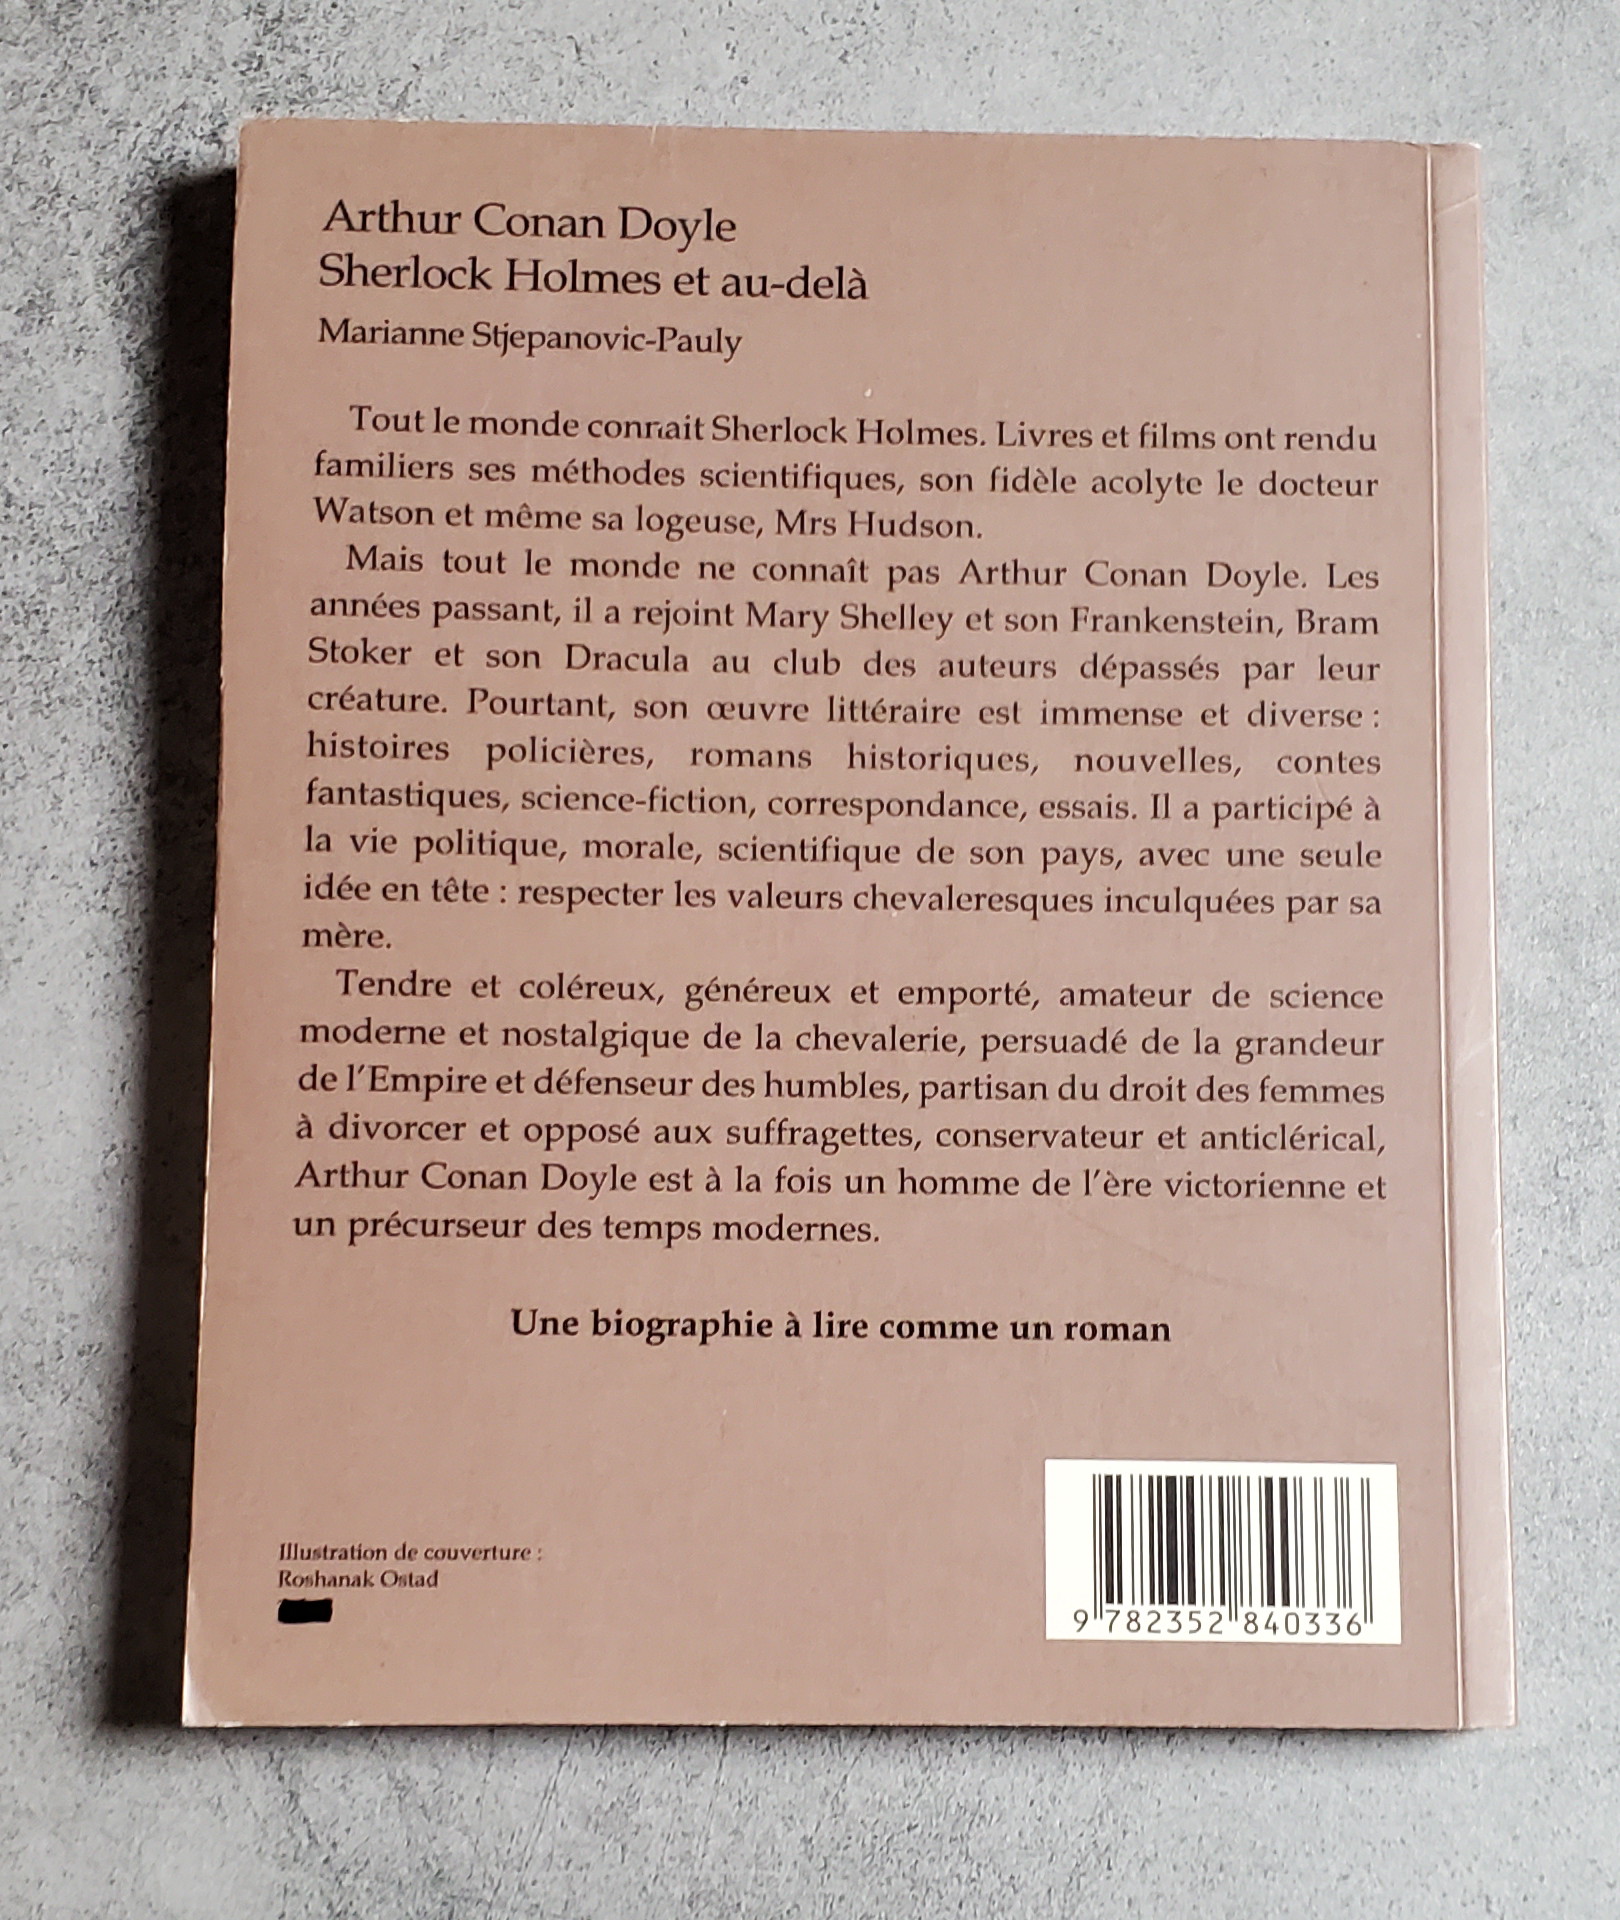 Arthur Conan Doyle
Sherlock Holmes et au-delà
Marianne Stjepanovic-Pauly
Tout le monde connait Sherlock Holmes. Livres et films ont rendu
familiers ses méthodes scientifiques, son fidèle acolyte le docteur
Watson et même sa logeuse, Mrs Hudson.
Mais tout le monde ne connaît pas Arthur Conan Doyle. Les
années passant, il a rejoint Mary Shelley et son Frankenstein, Bram
Stoker et son Dracula au club des auteurs dépassés par leur
créature. Pourtant, son œuvre littéraire est immense et diverse :
histoires policières, romans historiques, nouvelles, contes
fantastiques, science-fiction, correspondance, essais. Il a participé à
la vie politique, morale, scientifique de son pays, avec une seule
idée en tête : respecter les valeurs chevaleresques inculquées par sa
mère.
Tendre et coléreux, généreux et emporté, amateur de science
moderne et nostalgique de la chevalerie, persuadé de la grandeur
de l'Empire et défenseur des humbles, partisan du droit des femmes
à divorcer et opposé aux suffragettes, conservateur et anticlérical,
Arthur Conan Doyle est à la fois un homme de l'ère victorienne et
un précurseur des temps modernes.
Une biographie à lire comme un roman
Illustration de couverture :
Roshanak Ostad
9 782352 840336